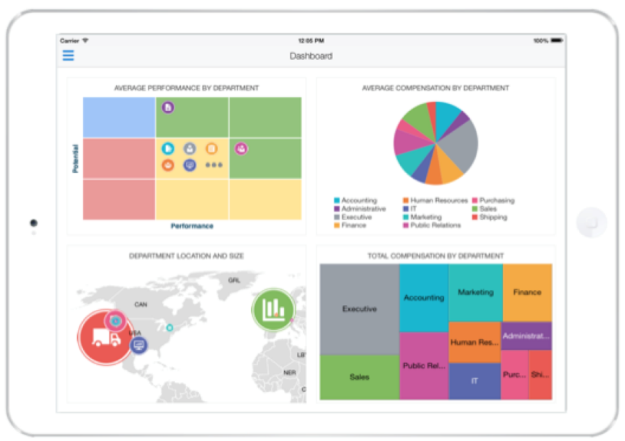 Carrier 12:05 PM 100%
Dashboard
AVERAGE PERFORMANCE BY DEPARTMENT
Potential
Performance
AVERAGE COMPENSATION BY DEPARTMENT
Accounting Human Resources Purchasing
Administrative IT Sales
Executive Marketing Shipping
Finance Public Relations
DEPARTMENT LOCATION AND SIZE
GRL
CAN
USA
NER
TOTAL COMPENSATION BY DEPARTMENT
Executive
Accounting
Marketing
Finance
Human Res...
Administrat...
Sales
Public Rel...
IT
Purc...
Shi...